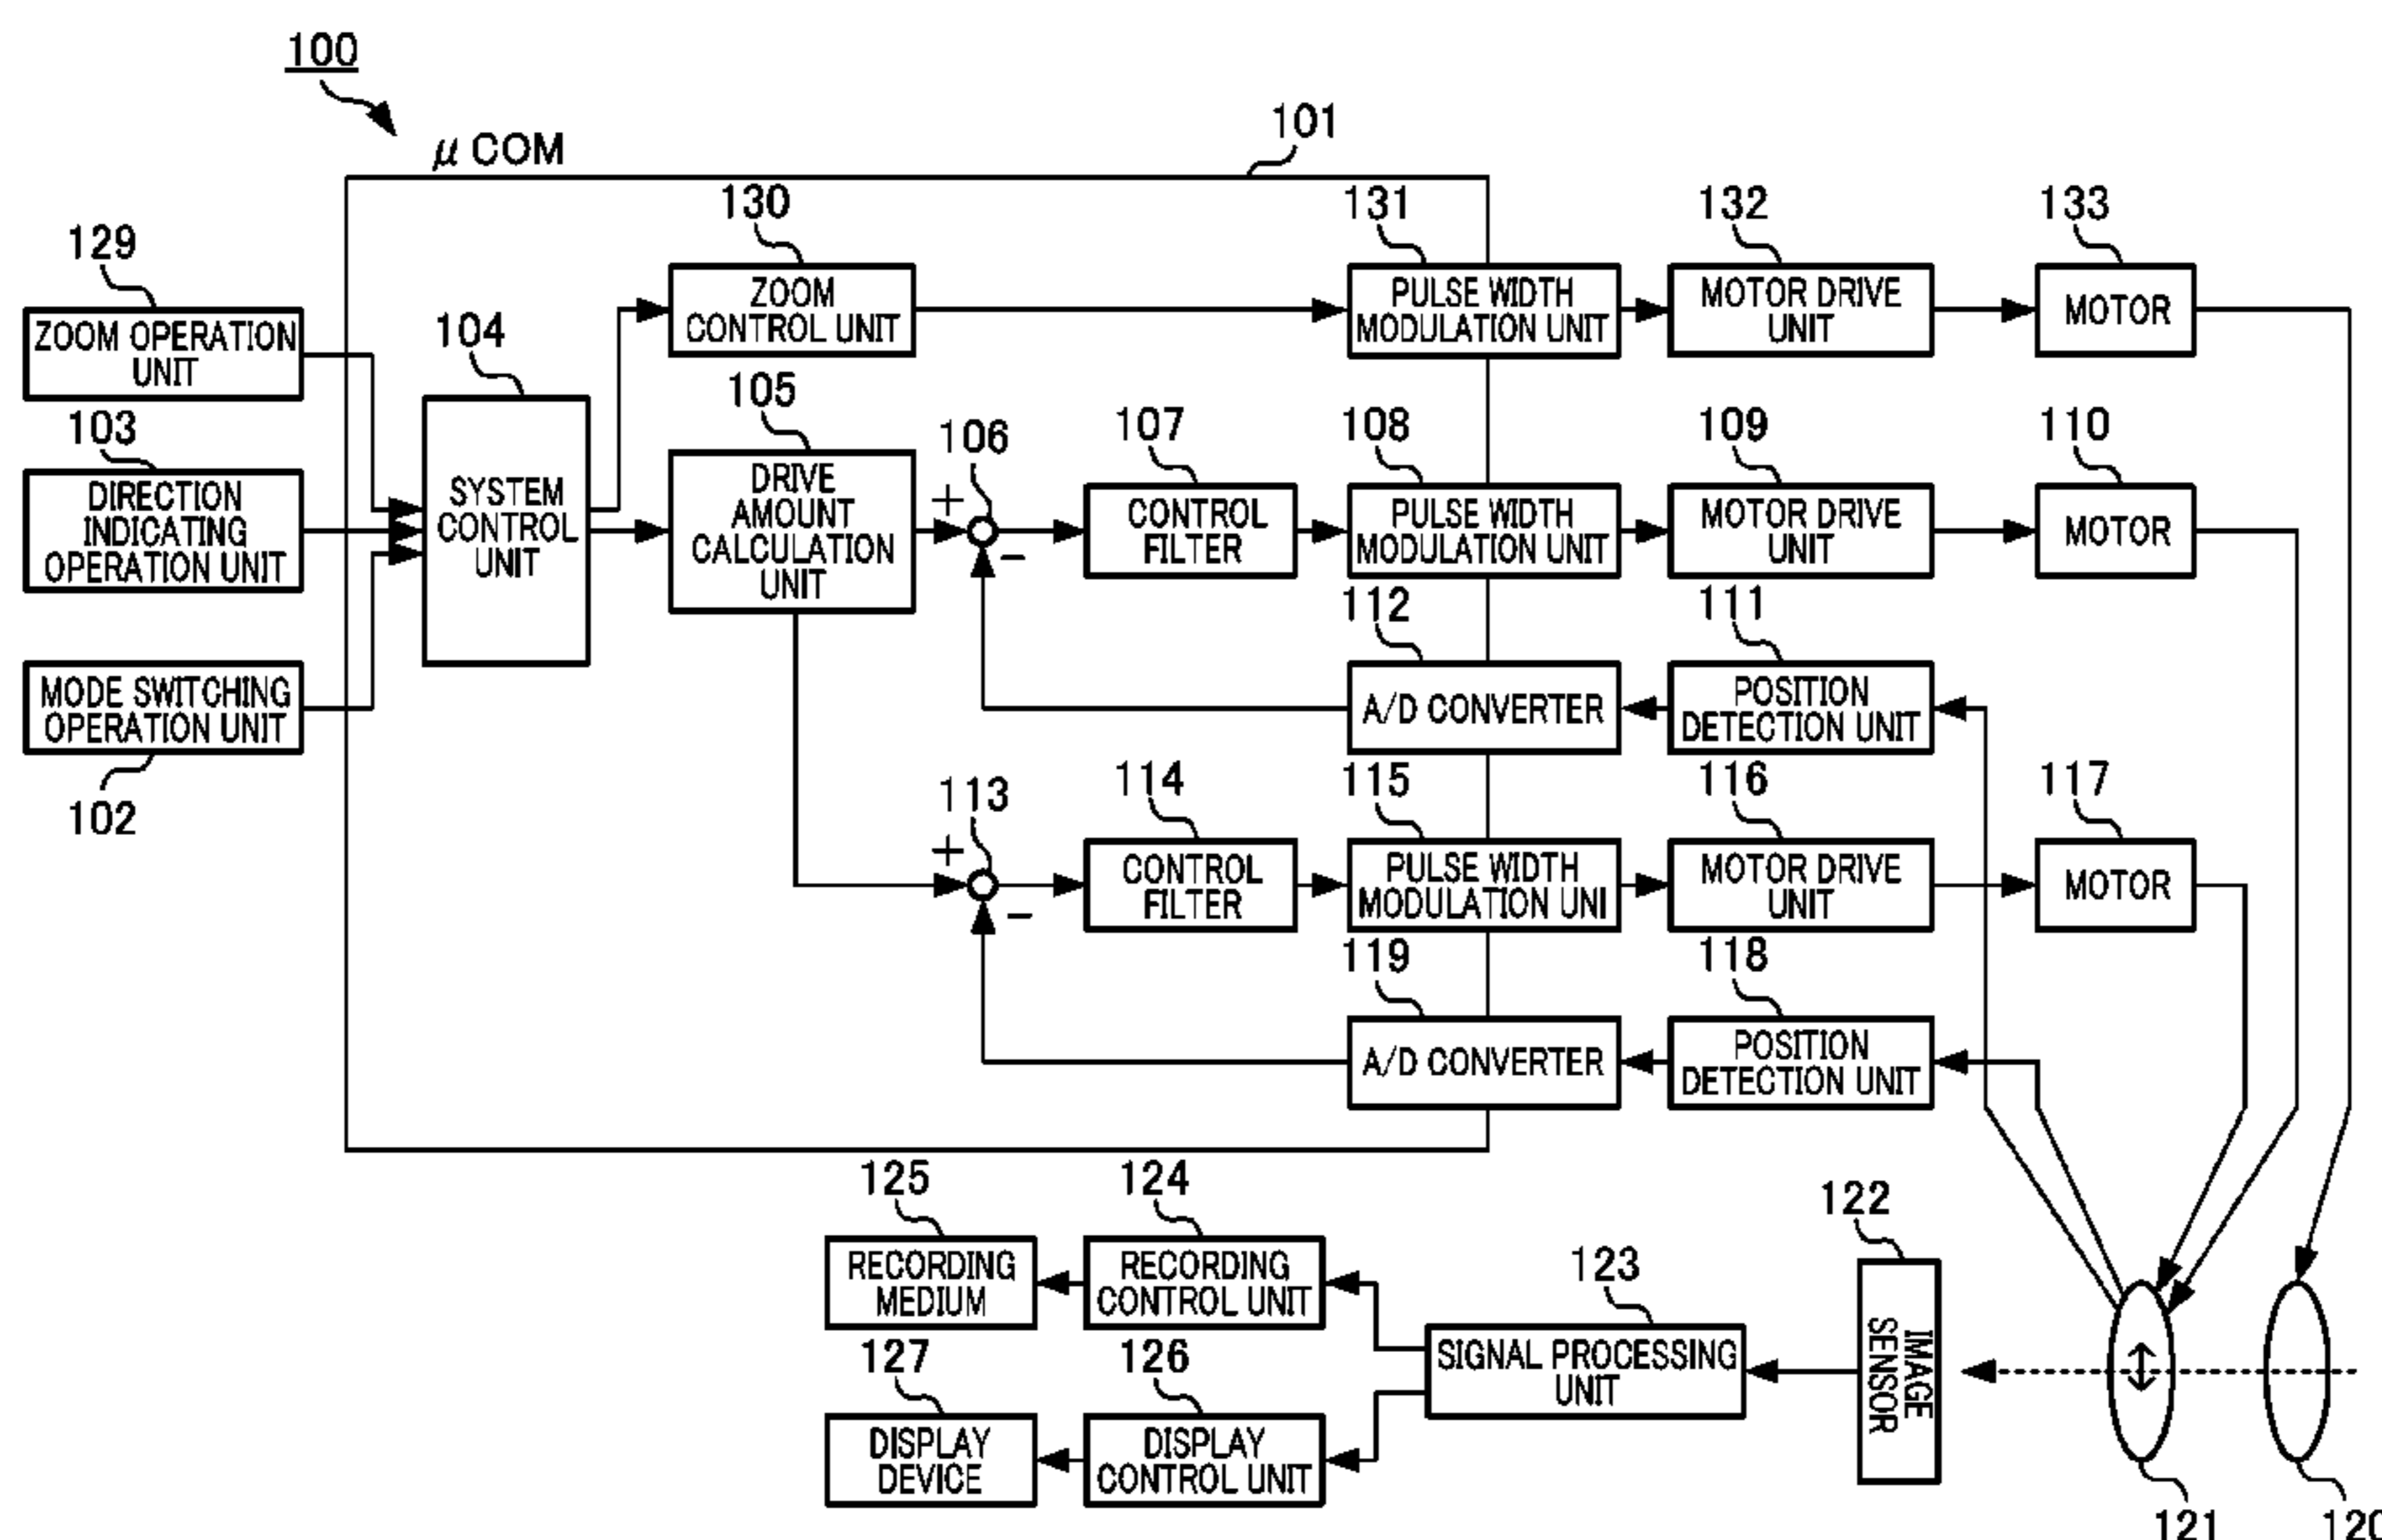 100
μ COM
101
130
131
132
133
129
ZOOM OPERATION
UNIT
104
ZOOM
CONTROL UNIT
PULSE WIDTH
MODULATION UNIT
MOTOR DRIVE
UNIT
MOTOR
103
105
106
107
108
109
110
DIRECTION
INDICATING
OPERATION UNIT
SYSTEM
CONTROL
UNIT
DRIVE
AMOUNT
CALCULATION
UNIT
+
−
CONTROL
FILTER
PULSE WIDTH
MODULATION UNIT
MOTOR DRIVE
UNIT
MOTOR
112
111
MODE SWITCHING
OPERATION UNIT
102
A/D CONVERTER
POSITION
DETECTION UNIT
113
114
115
116
117
+
−
CONTROL
FILTER
PULSE WIDTH
MODULATION UNI
MOTOR DRIVE
UNIT
MOTOR
119
118
A/D CONVERTER
POSITION
DETECTION UNIT
125
124
122
RECORDING
MEDIUM
RECORDING
CONTROL UNIT
123
127
126
SIGNAL PROCESSING
UNIT
IMAGE
SENSOR
DISPLAY
DEVICE
DISPLAY
CONTROL UNIT
121
120